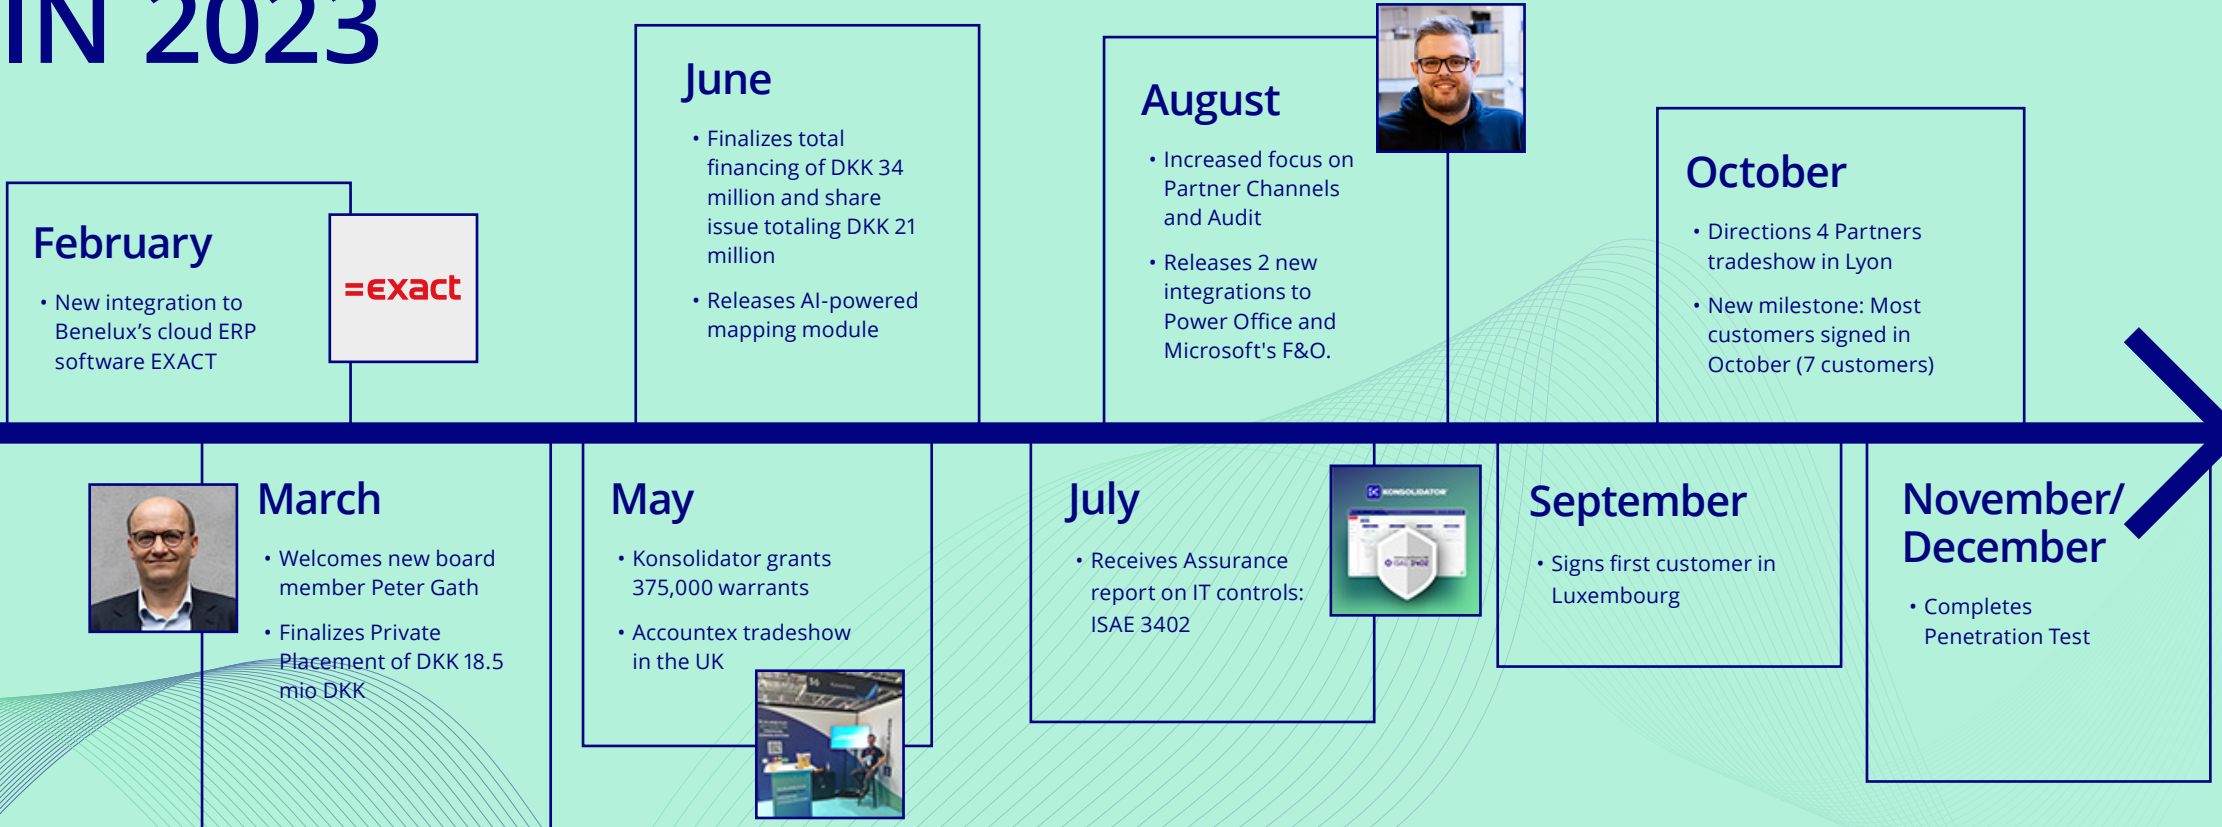 IN 2023
February
• New integration to
Benelux’s cloud ERP
software EXACT
=exact
March
• Welcomes new board
member Peter Gath
• Finalizes Private
Placement of DKK 18.5
mio DKK
May
• Konsolidator grants
375,000 warrants
• Accountex tradeshow
in the UK
June
• Finalizes total
financing of DKK 34
million and share
issue totaling DKK 21
million
• Releases AI-powered
mapping module
July
• Receives Assurance
report on IT controls:
ISAE 3402
KONSOLIDATOR
ISAE 3402
August
• Increased focus on
Partner Channels
and Audit
• Releases 2 new
integrations to
Power Office and
Microsoft's F&O.
September
• Signs first customer in
Luxembourg
October
• Directions 4 Partners
tradeshow in Lyon
• New milestone: Most
customers signed in
October (7 customers)
November/
December
• Completes
Penetration Test